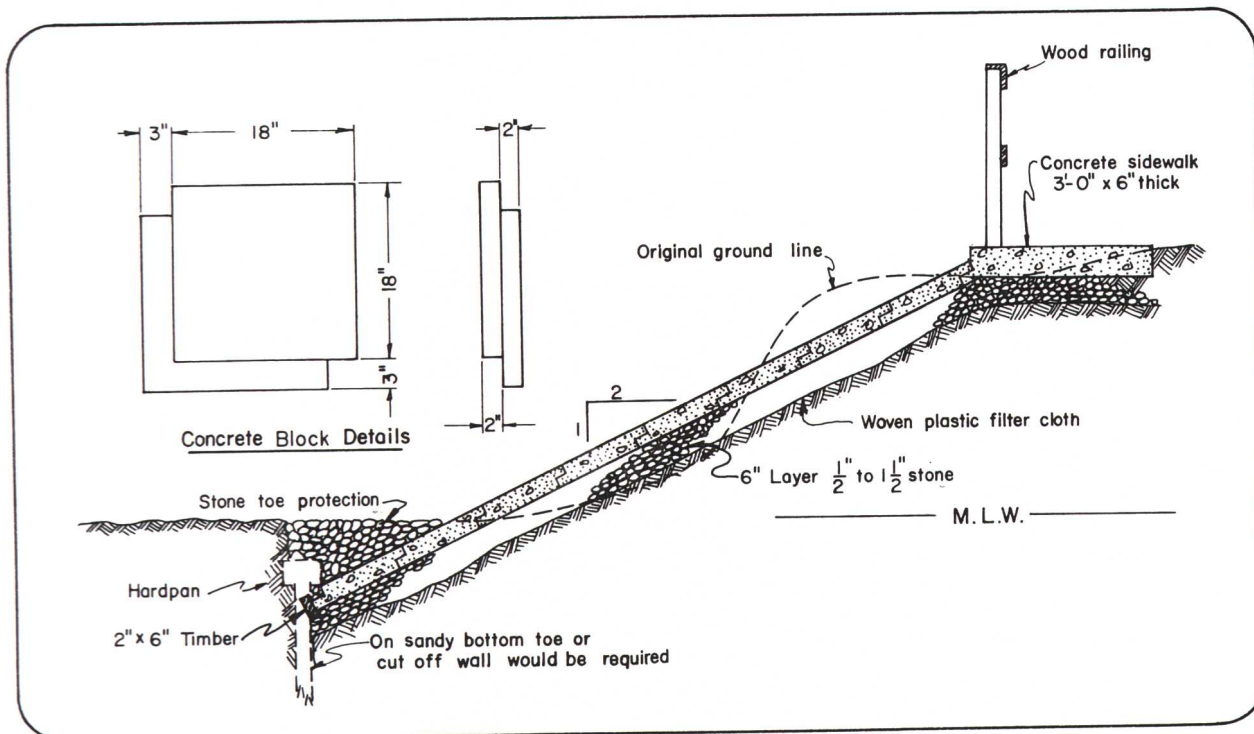 Wood railing
3"
18"
2"
Concrete sidewalk
3'-0" x 6" thick
Original ground line
18"
3"
2"
Concrete Block Details
2
1
Woven plastic filter cloth
6" Layer 1/2" to 1 1/2" stone
Stone toe protection
M.L.W.
Hardpan
2" x 6" Timber
On sandy bottom toe or
cut off wall would be required